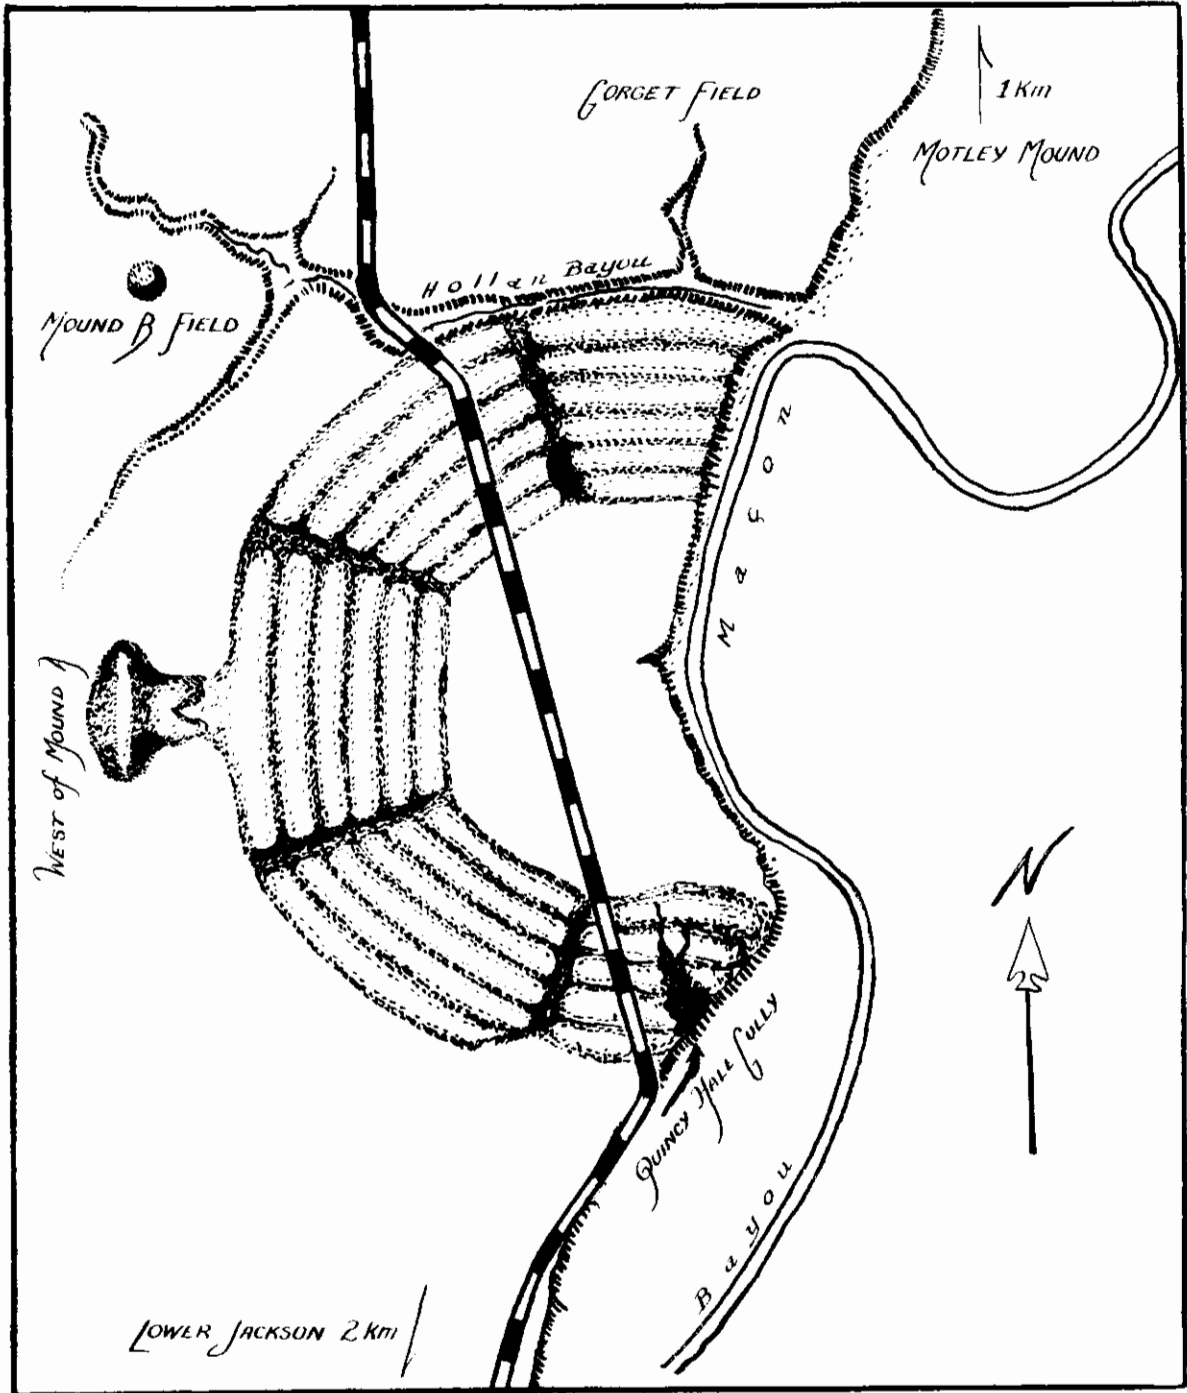 GORGET FIELD
1 Km
MOTLEY MOUND
Hollan Bayou
MOUND B FIELD
Maçon
WEST of MOUND A
N
QUINCY HALL GULLY
Bayou
LOWER JACKSON 2 Km